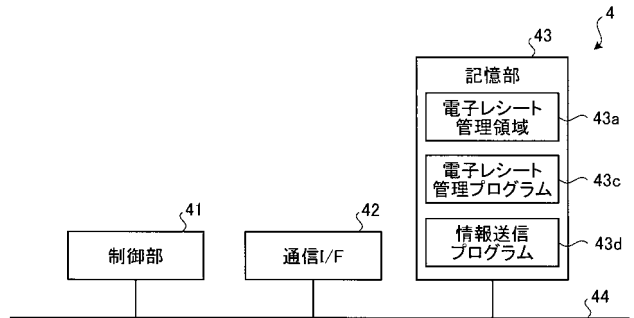 4
43
記憶部
電子レシート
管理領域
43a
電子レシート
管理プログラム
43c
情報送信
プログラム
43d
41
制御部
42
通信I/F
44